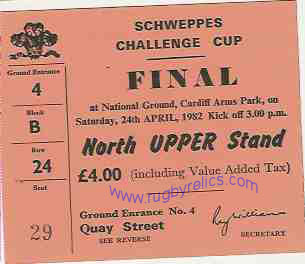 SCHWEPPES
CHALLENGE CUP
FINAL
at National Ground, Cardiff Arms Park, on
Saturday, 24th APRIL, 1982 Kick off 3.00 p.m.
North UPPER Stand
£4.00 (including Value Added Tax)
www.rugbyrelics.com
Ground Entrance No. 4
Quay Street
SEE REVERSE
SECRETARY
Ground Entrance
4
Block
B
Row
24
Seat
29